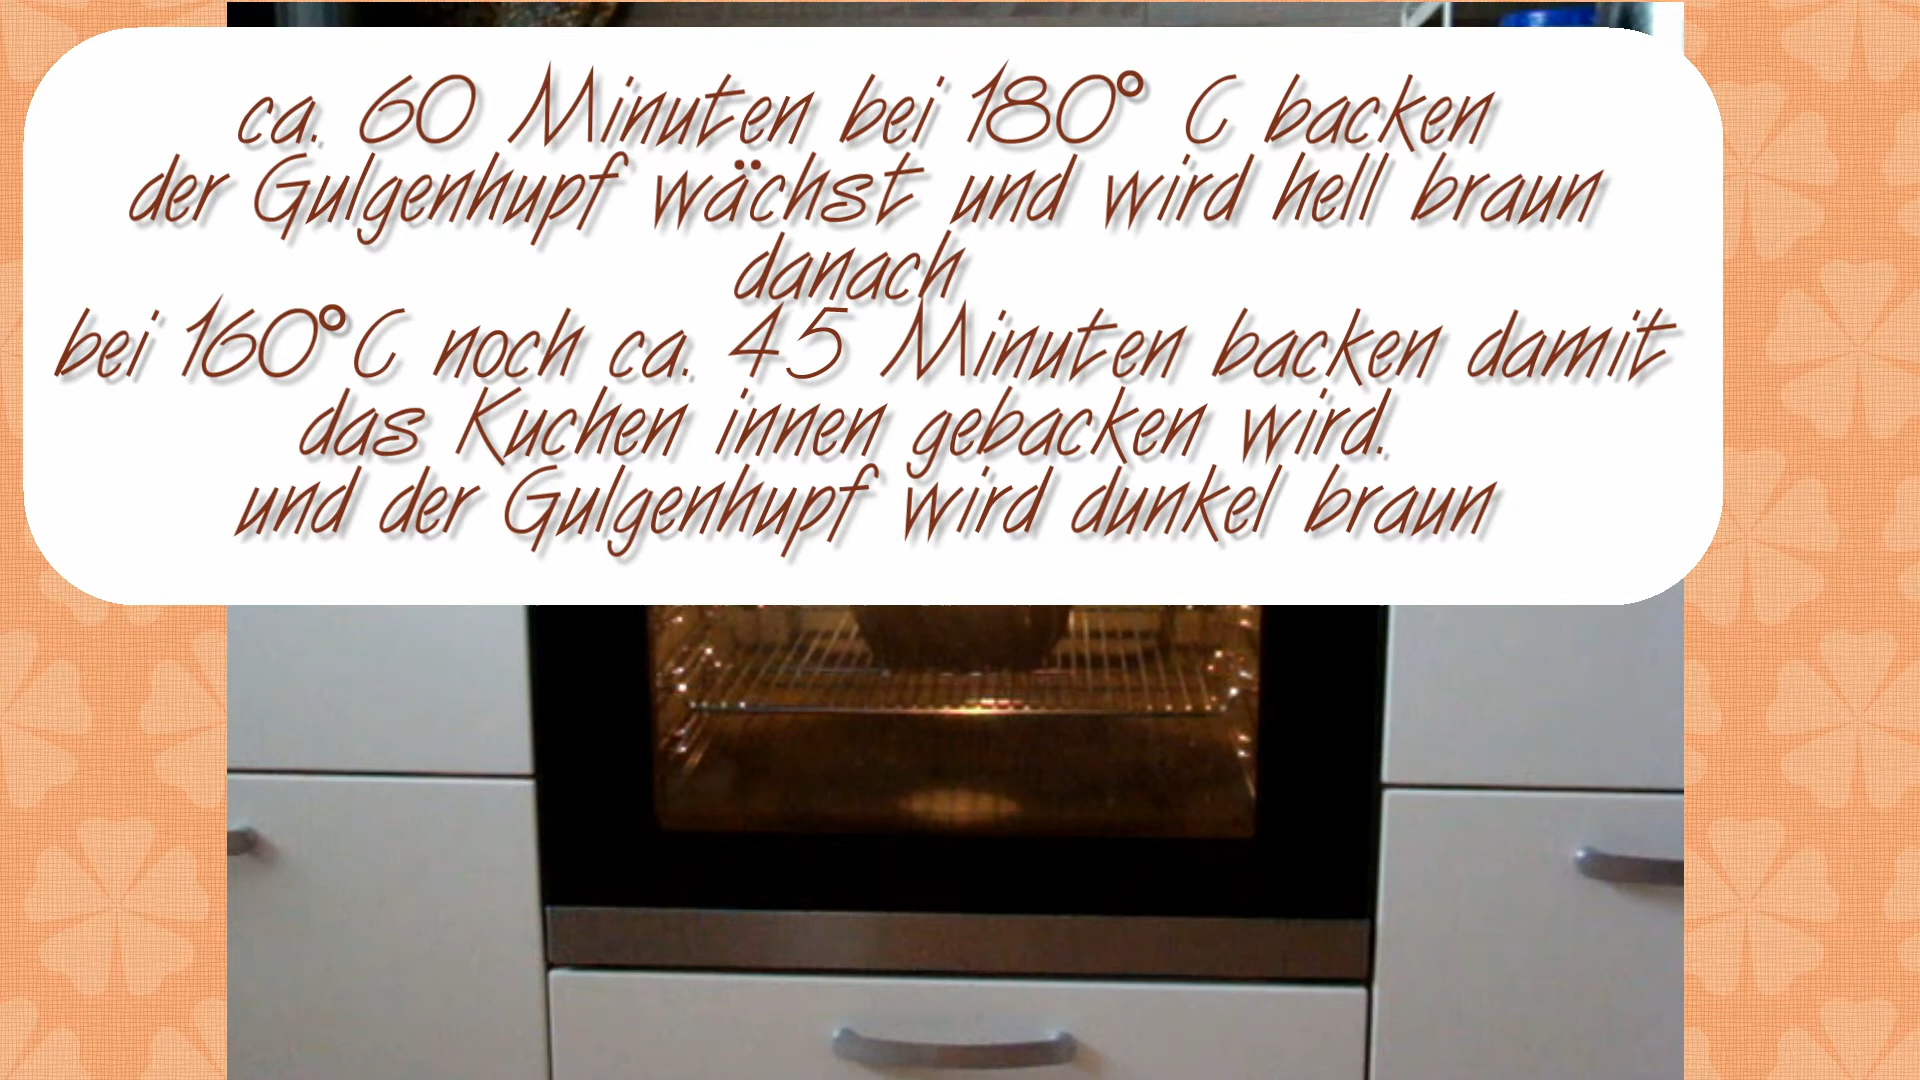 ca. 60 Minuten bei 180° C backen
der Gulgenhupf wächst und wird hell braun
danach
bei 160°C noch ca. 45 Minuten backen damit
das Kuchen innen gebacken wird.
und der Gulgenhupf wird dunkel braun